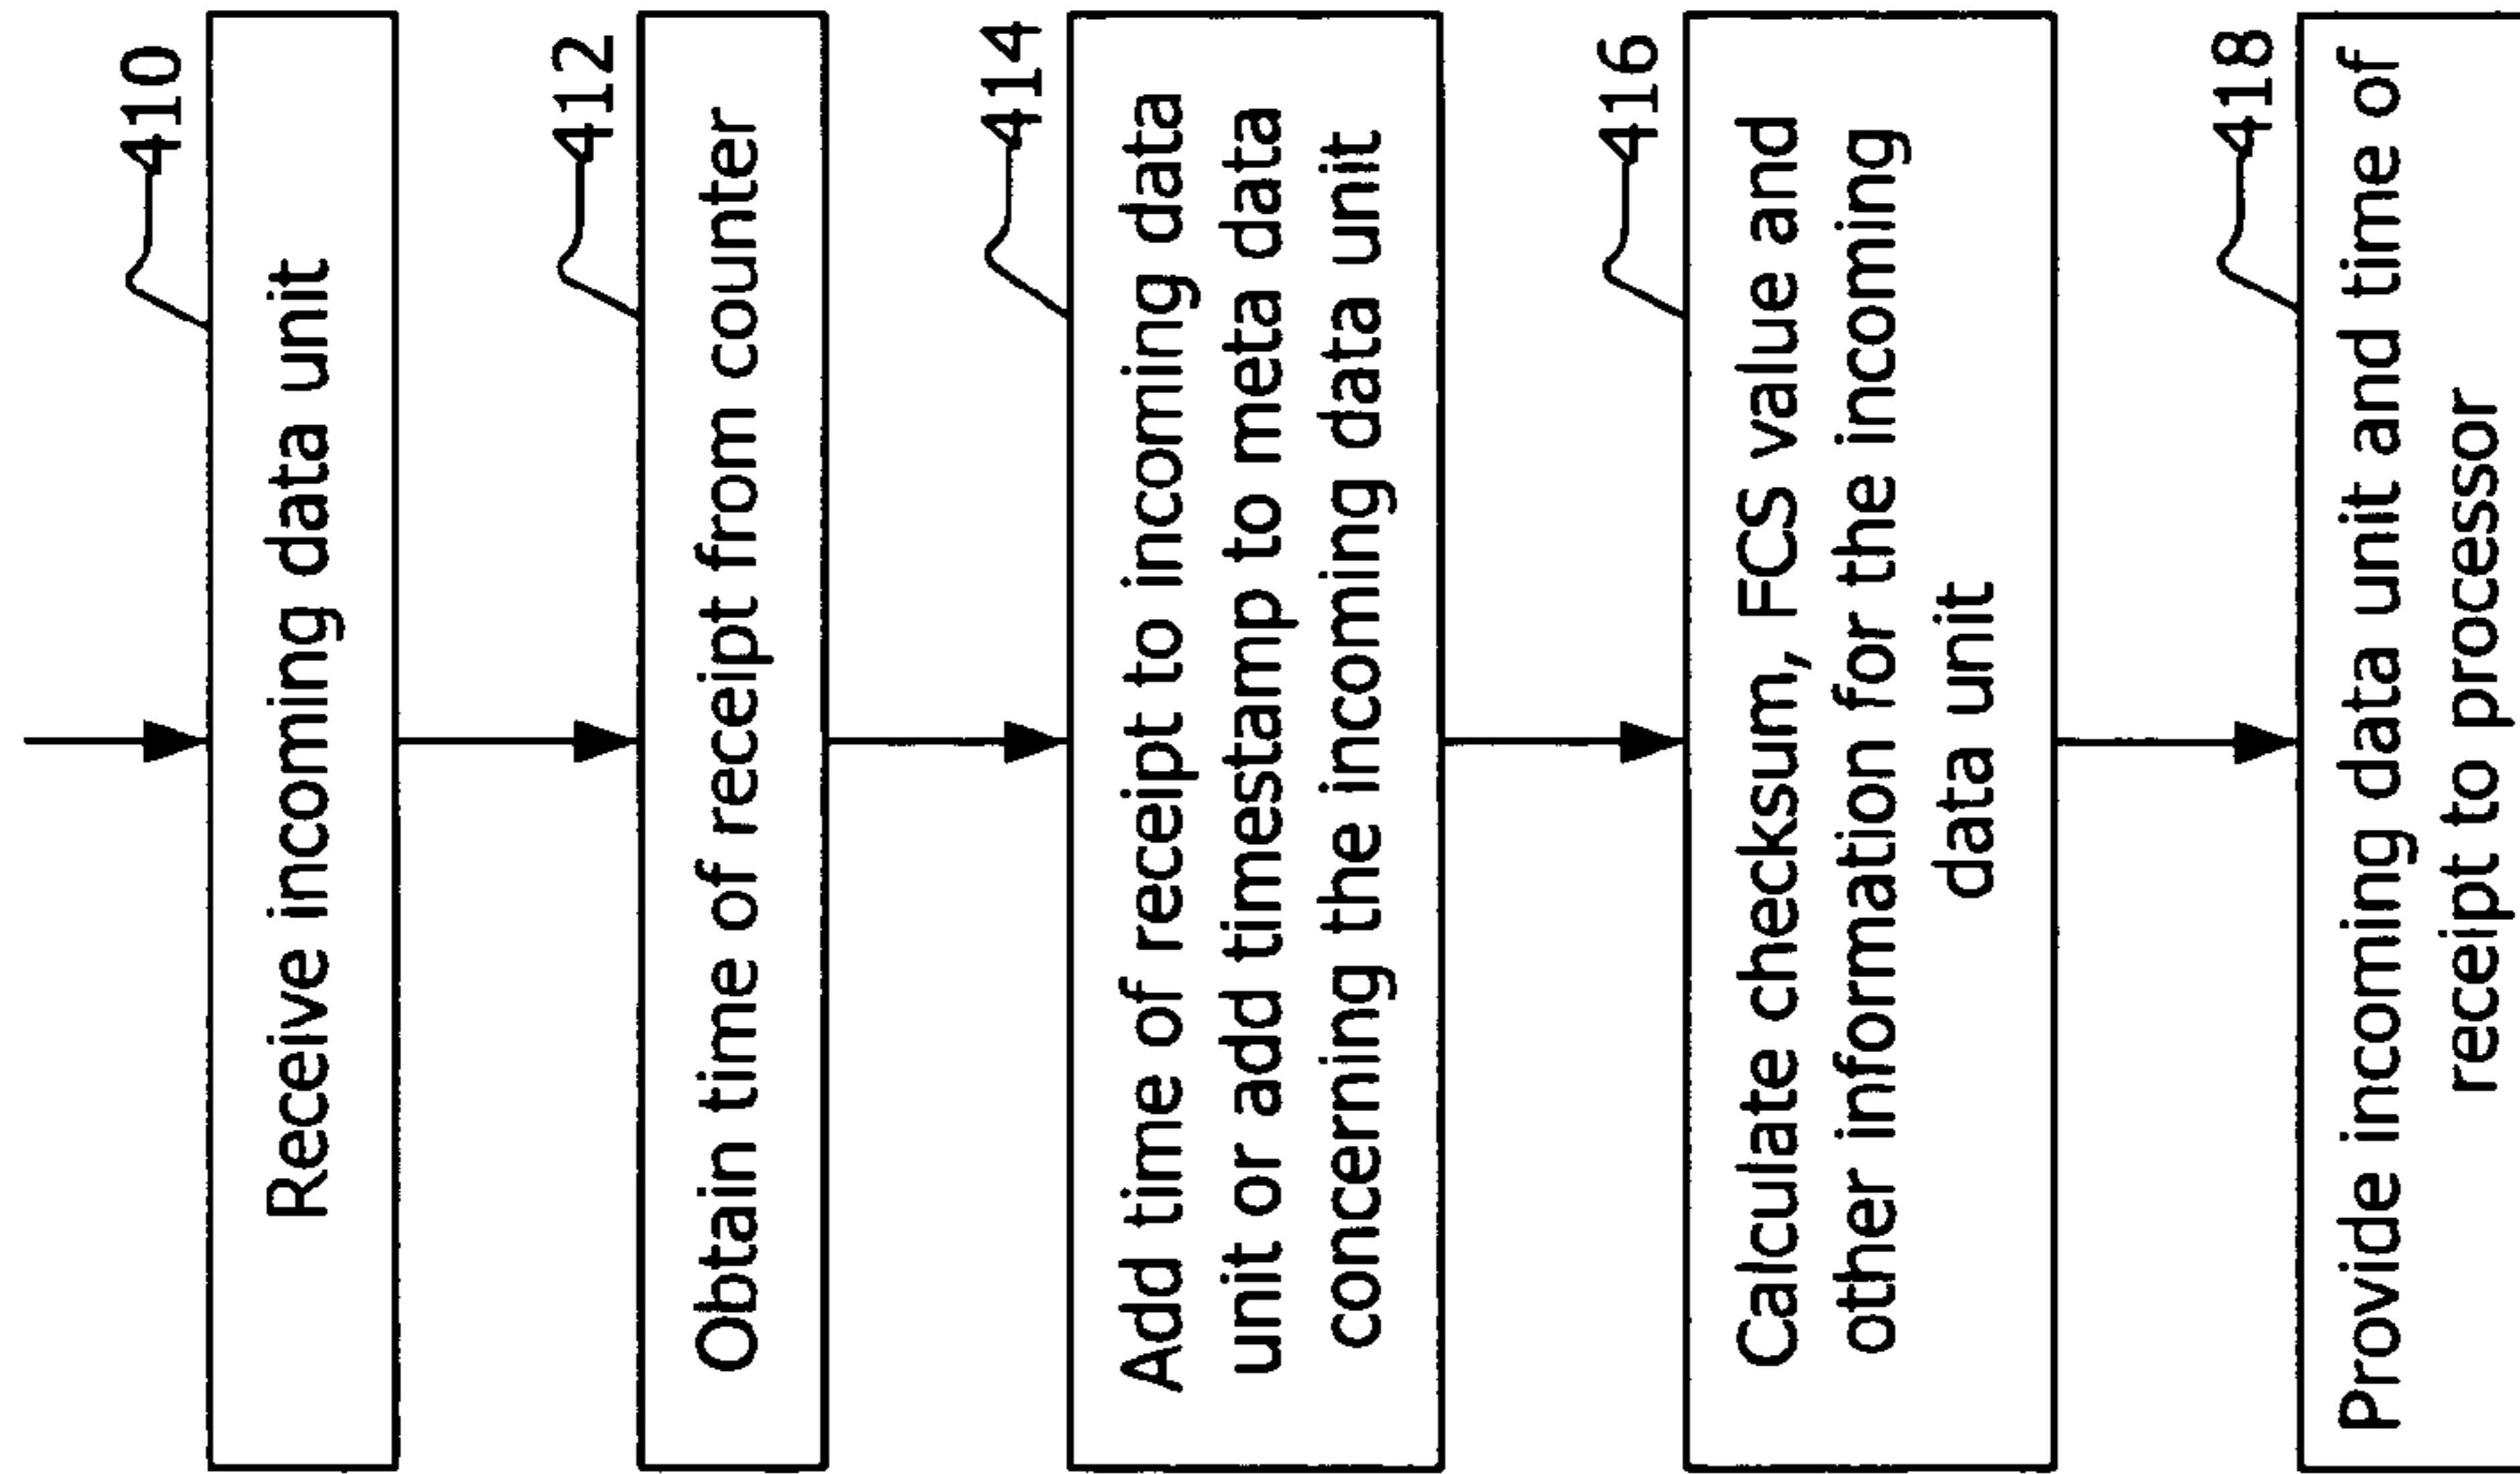 410
Receive incoming data unit
412
Obtain time of receipt from counter
414
Add time of receipt to incoming data
unit or add timestamp to meta data
concerning the incoming data unit
416
Calculate checksum, FCS value and
other information for the incoming
data unit
418
Provide incoming data unit and time of
receipt to processor